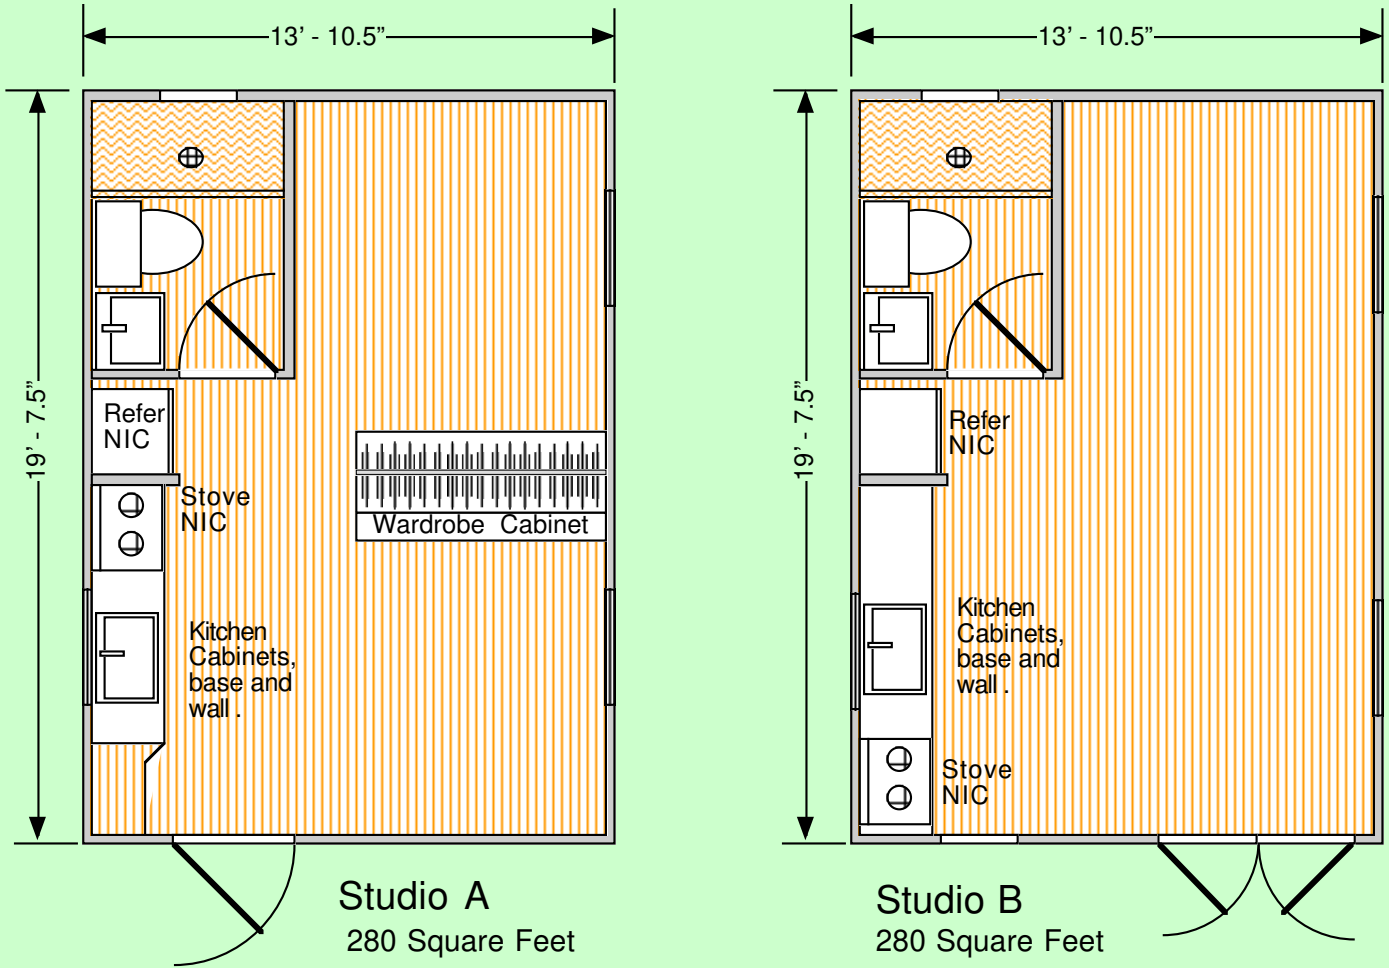 13’ - 10.5”
19’ - 7.5”
Refer
NIC
Stove
NIC
Wardrobe Cabinet
Kitchen
Cabinets,
base and
wall .
Studio A
280 Square Feet
13’ - 10.5”
19’ - 7.5”
Refer
NIC
Kitchen
Cabinets,
base and
wall .
Stove
NIC
Studio B
280 Square Feet